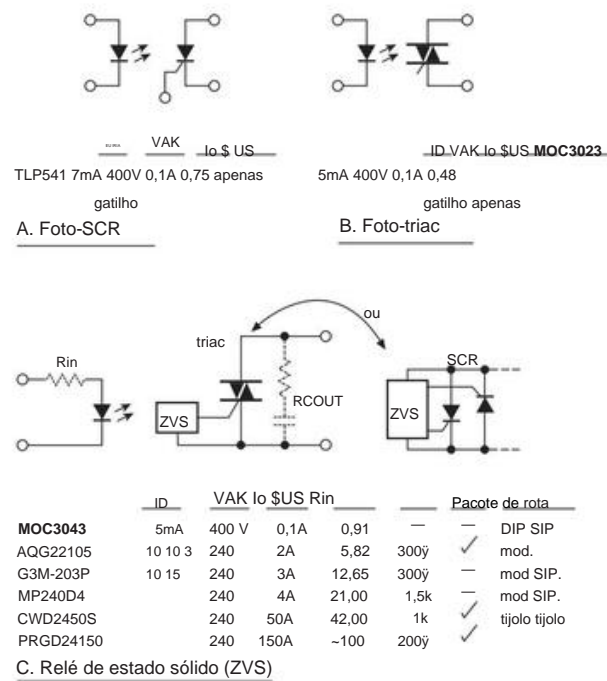 VAK Io $ US
TLP541 7mA 400V 0,1A 0,75 apenas
gatilho
A. Foto-SCR
ID VAK Io $US MOC3023
5mA 400V 0,1A 0,48
gatilho apenas
B. Foto-triac
ou
triac
SCR
Rin
RCOUT
ZVS
ZVS
ID VAK Io $US Rin Pacote de rota
MOC3043 5mA 400 V 0,1A 0,91 — — DIP SIP
AQG22105 10 10 3 240 2A 5,82 300ÿ ✓ mod.
G3M-203P 10 15 240 3A 12,65 300ÿ — mod SIP.
MP240D4 240 4A 21,00 1,5k — mod SIP.
CWD2450S 240 50A 42,00 1k ✓ tijolo tijolo
PRGD24150 240 150A ~100 200ÿ ✓
C. Relé de estado sólido (ZVS)